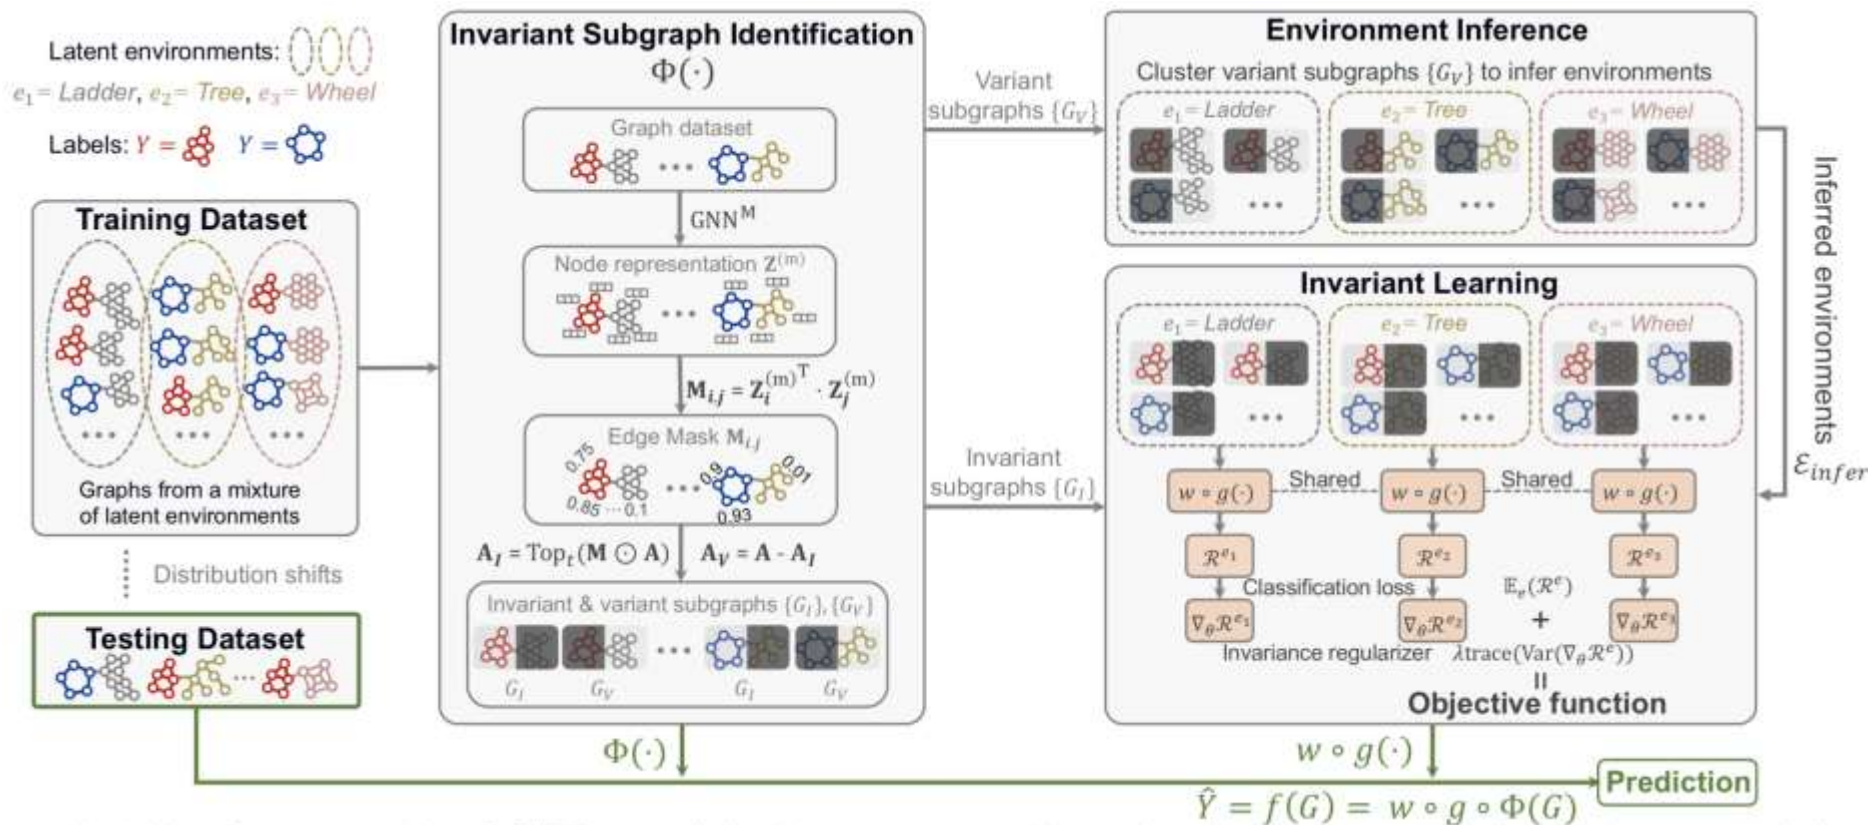 Latent environments:
e₁ = Ladder, e₂ = Tree, e₃ = Wheel
Labels: Y = Y =
Training Dataset
...
Graphs from a mixture
of latent environments
Distribution shifts
Testing Dataset
...
Invariant Subgraph Identification
Φ(·)
Graph dataset
...
GNN^M
Node representation Z^(m)
...
M_{i,j} = Z_i^{(m)T} · Z_j^{(m)}
Edge Mask M_{i,j}
0.75 0.85 ... 0.1 ... 0.9 0.93 0.01
A_I = Top_t(M ⊙ A) A_V = A - A_I
Invariant & variant subgraphs {G_I}, {G_V}
...
G_I G_V G_I G_V
Φ(·)
Variant
subgraphs {G_V}
Invariant
subgraphs {G_I}
Environment Inference
Cluster variant subgraphs {G_V} to infer environments
e₁ = Ladder e₂ = Tree e₃ = Wheel
... ... ...
Inferred environments
ℰ_infer
Invariant Learning
e₁ = Ladder e₂ = Tree e₃ = Wheel
... ... ...
w ∘ g(·) Shared w ∘ g(·) Shared w ∘ g(·)
ℛ^{e₁} ℛ^{e₂} ℛ^{e₃}
Classification loss 𝔼_e(ℛ^e)
∇_θℛ^{e₁} ∇_θℛ^{e₂} + ∇_θℛ^{e₃}
Invariance regularizer λtrace(Var(∇_θℛ^e))
=
Objective function
w ∘ g(·)
Prediction
Ŷ = f(G) = w ∘ g ∘ Φ(G)